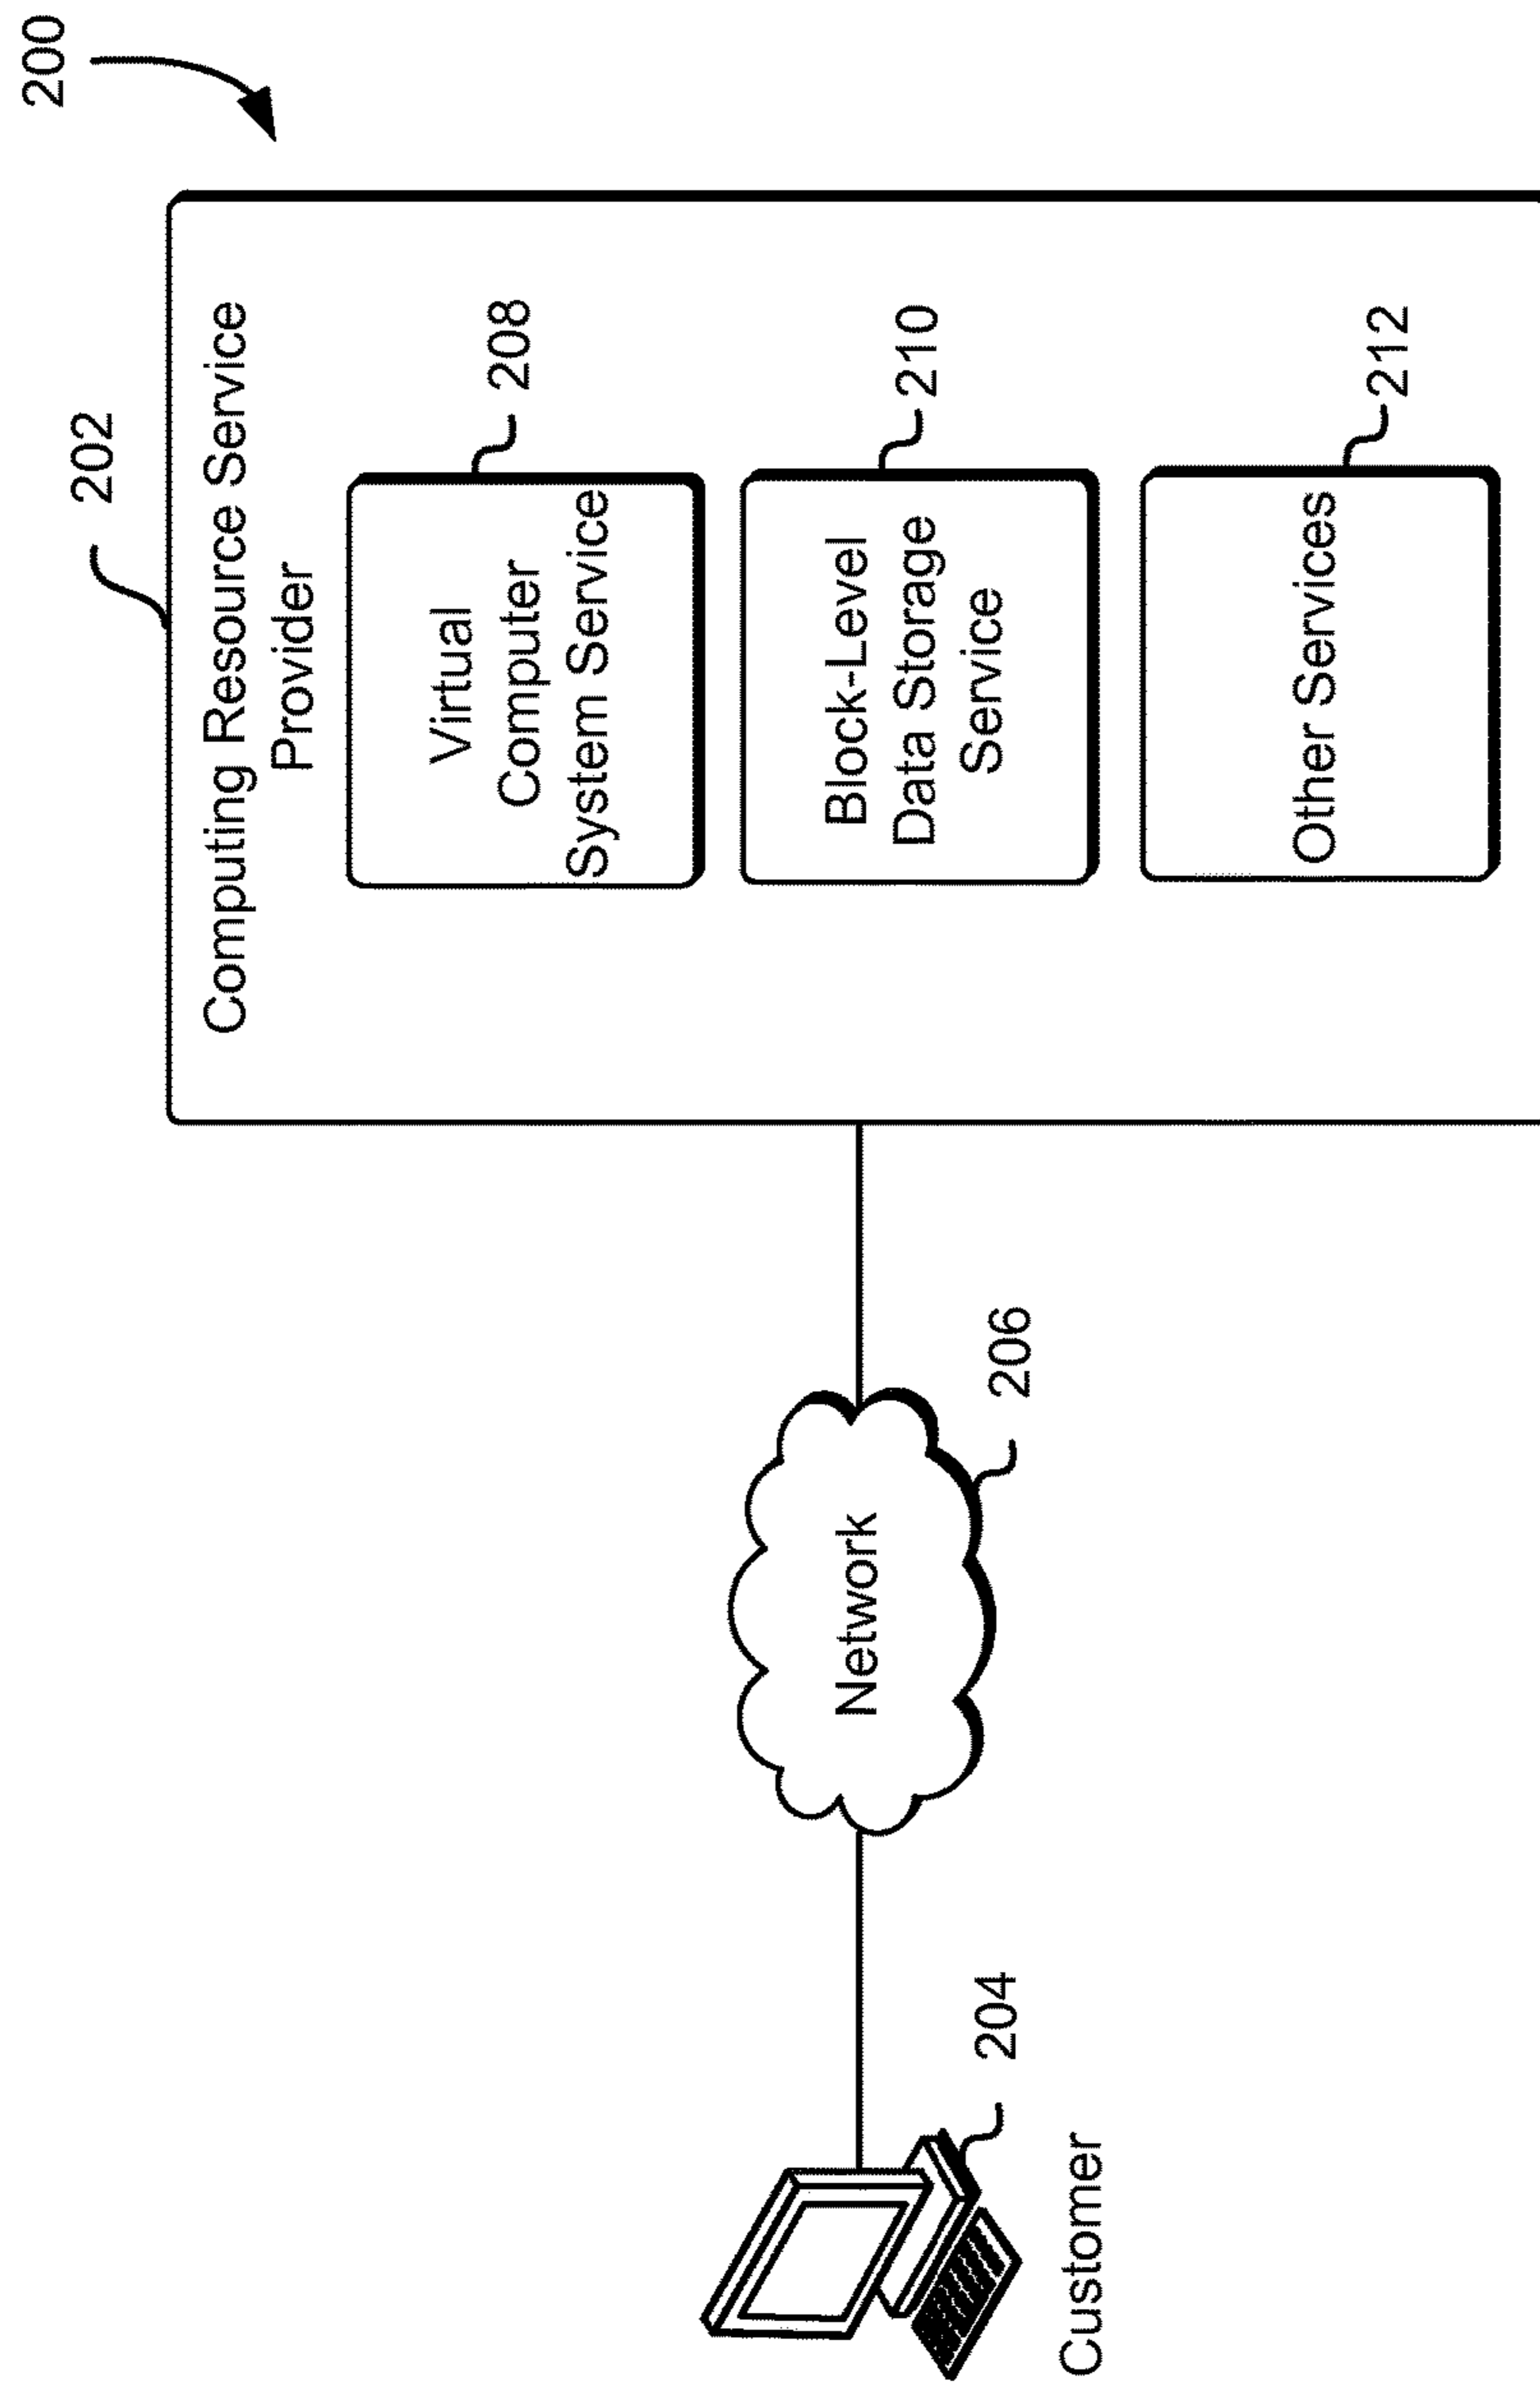 200
202
Computing Resource Service
Provider
208
Virtual
Computer
System Service
210
Block-Level
Data Storage
Service
212
Other Services
206
Network
204
Customer